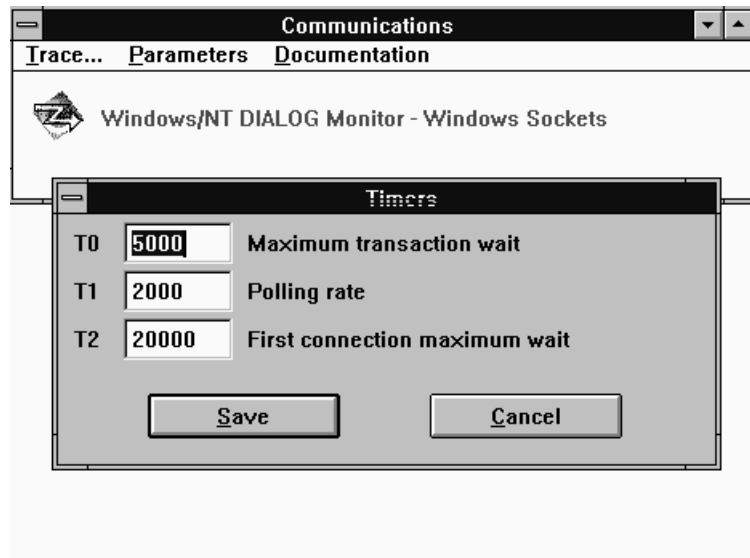 Communications
Trace... Parameters Documentation
Windows/NT DIALOG Monitor - Windows Sockets
Timers
T0 5000 Maximum transaction wait
T1 2000 Polling rate
T2 20000 First connection maximum wait
Save Cancel